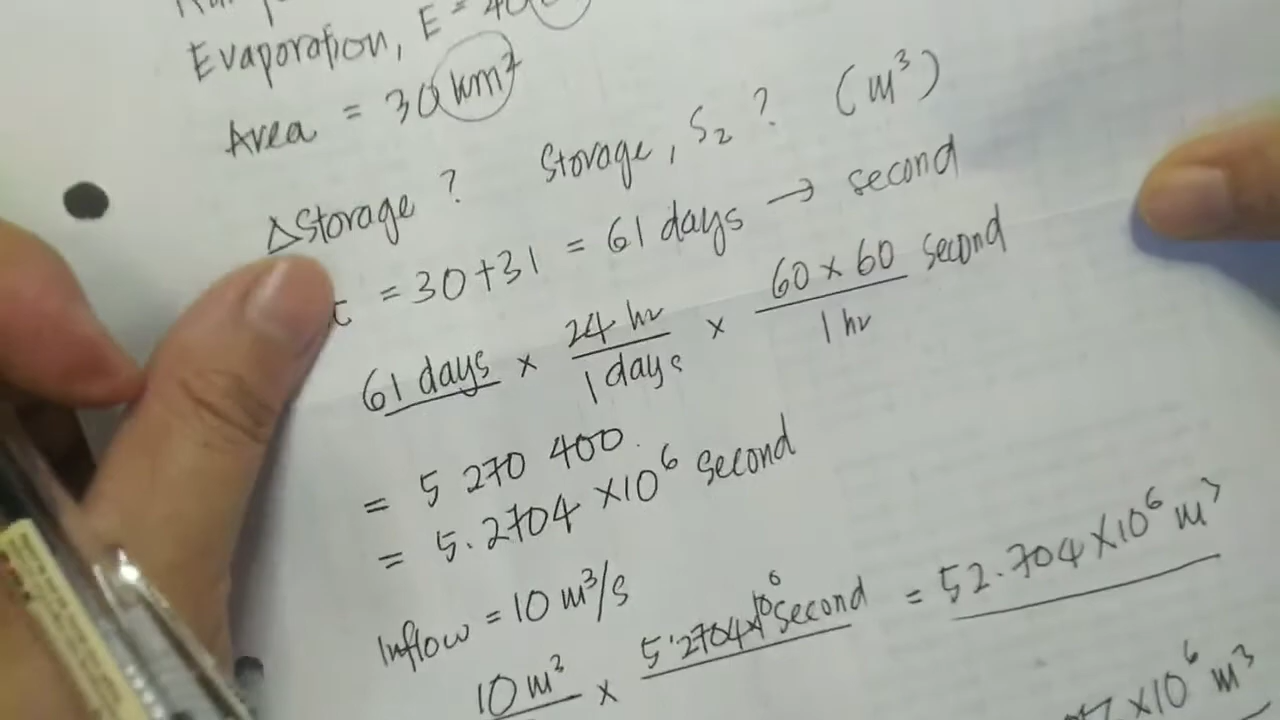 Evaporation, E = 40
Area = 30 km²
ΔStorage ? Storage, S₂ ? (m³)
t = 30+31 = 61 days → second
61 days × 24 hr / 1 days × 60 × 60 second / 1 hr
= 5 270 400.
= 5.2704 ×10⁶ second
Inflow = 10 m³/s
10 m³ × 5.2704×10⁶ second = 52.704 ×10⁶ m³
×10⁶ m³